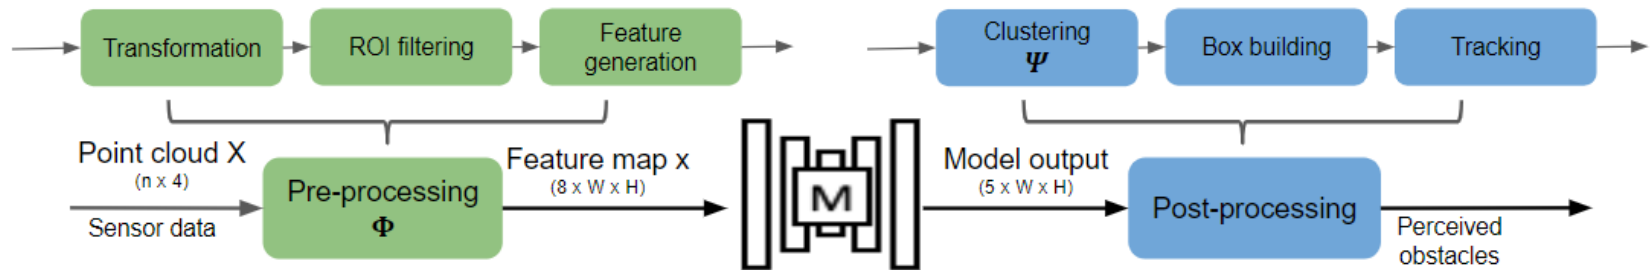 Transformation
ROI filtering
Feature
generation
Clustering
Ψ
Box building
Tracking
Point cloud X
(n x 4)
Sensor data
Pre-processing
Φ
Feature map x
(8 x W x H)
M
Model output
(5 x W x H)
Post-processing
Perceived
obstacles